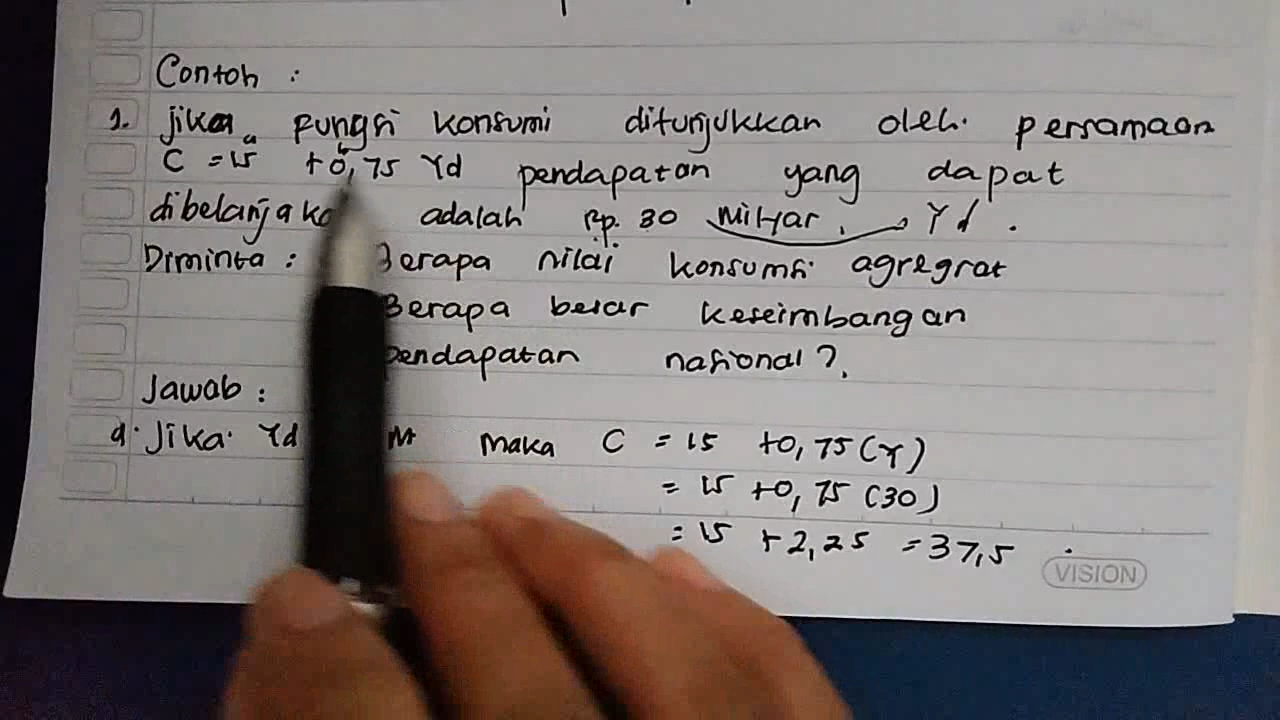 Contoh :
1. jika fungsi konsumi ditunjukkan oleh persamaan
C = 15 + 0,75 Yd pendapatan yang dapat
dibelanjaka adalah Rp. 30 Milyar. Yd.
Diminta : Berapa nilai konsumsi agregrat
Berapa besar keseimbangan
pendapatan nasional ?.
Jawab :
a. Jika Yd M maka C = 15 + 0,75 (Y)
= 15 + 0,75 (30)
= 15 + 2,25 = 37,5
VISION